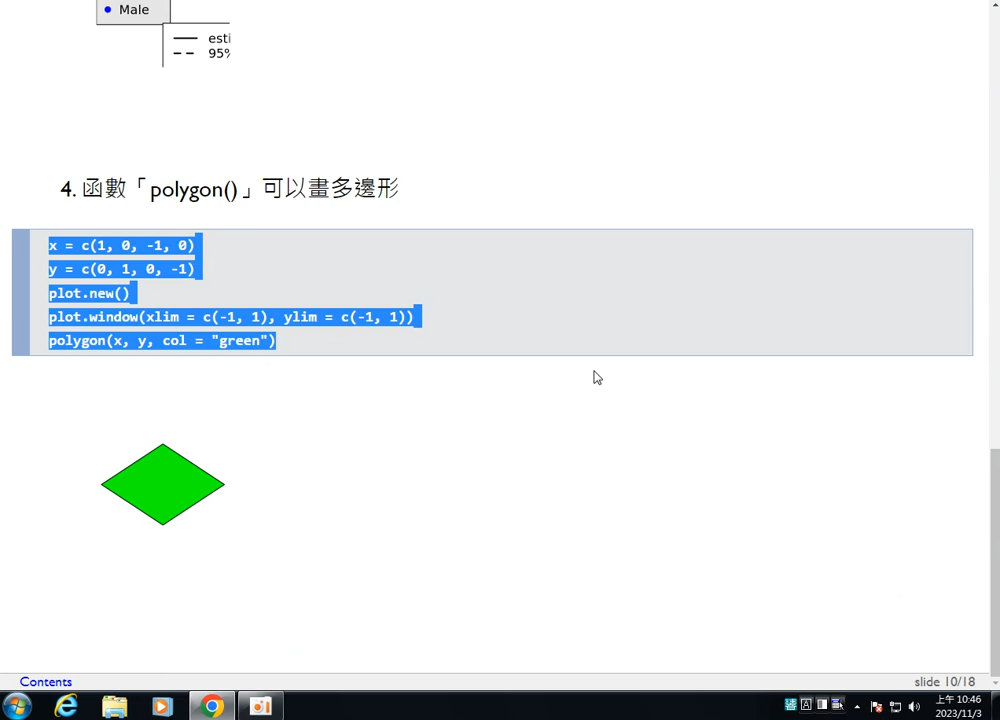 Male
esti
95%
4. 函數「polygon()」可以畫多邊形
x = c(1, 0, -1, 0)
y = c(0, 1, 0, -1)
plot.new()
plot.window(xlim = c(-1, 1), ylim = c(-1, 1))
polygon(x, y, col = "green")
Contents
slide 10/18
上午 10:46
2023/11/3